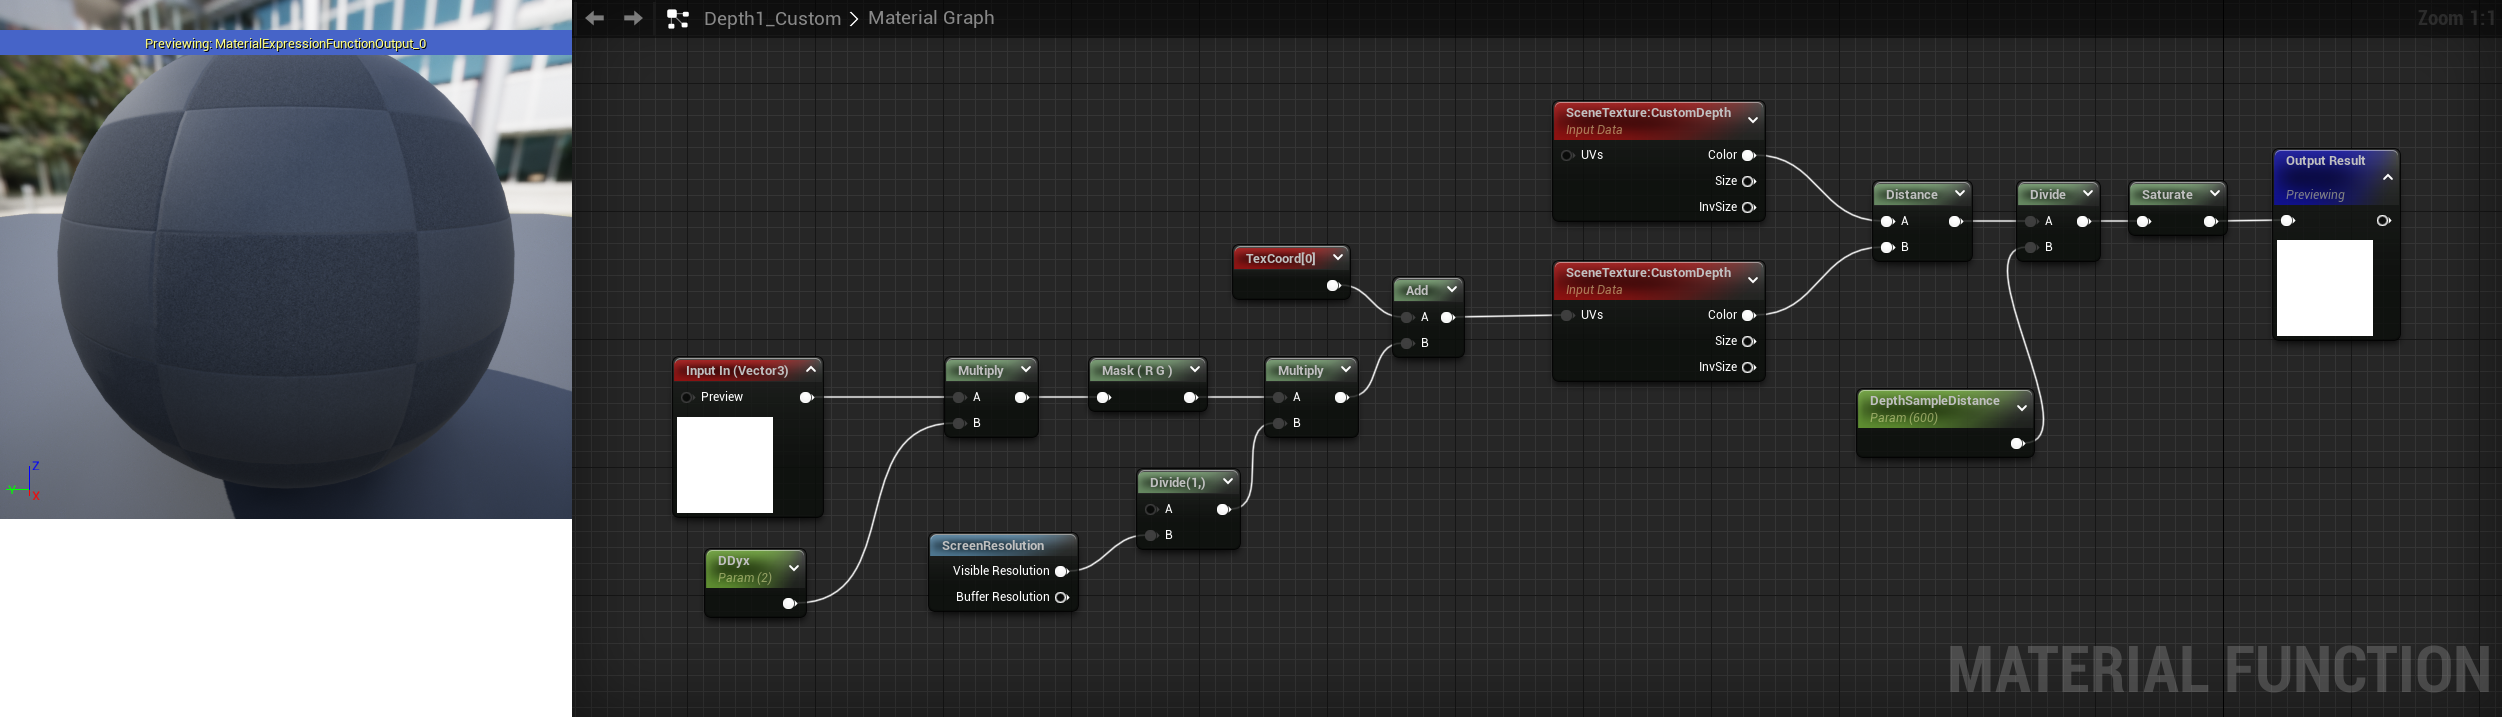 Depth1_Custom > Material Graph
Zoom 1:1
Previewing: MaterialExpressionFunctionOutput_0
Z
Y
X
SceneTexture:CustomDepth
Input Data
UVs
Color
Size
InvSize
Output Result
Previewing
Distance
A
B
Divide
A
B
Saturate
TexCoord[0]
SceneTexture:CustomDepth
Input Data
UVs
Color
Size
InvSize
Add
A
B
Input In (Vector3)
Preview
Multiply
A
B
Mask ( R G )
Multiply
A
B
DepthSampleDistance
Param (600)
Divide(1,)
A
B
ScreenResolution
Visible Resolution
Buffer Resolution
DDyx
Param (2)
MATERIAL FUNCTION